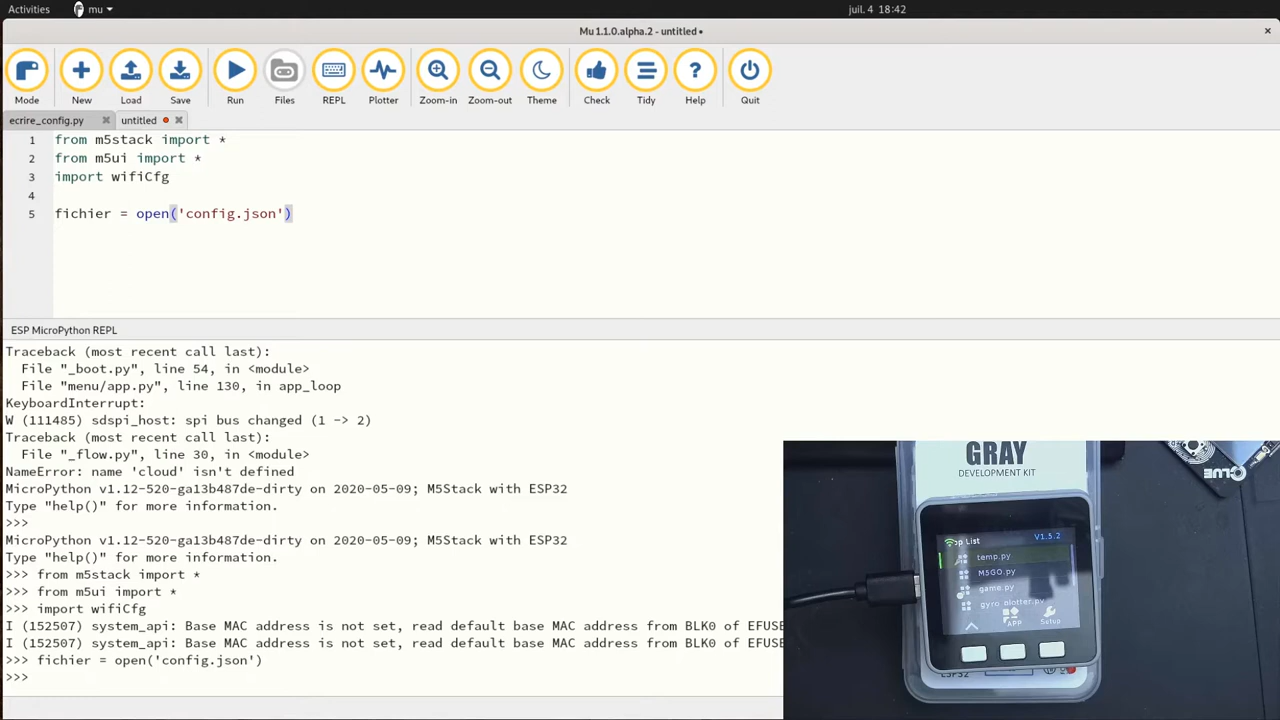 Activities mu juil. 4 18:42
Mu 1.1.0.alpha.2 - untitled •
Mode New Load Save Run Files REPL Plotter Zoom-in Zoom-out Theme Check Tidy Help Quit
ecrire_config.py untitled
1 from m5stack import *
2 from m5ui import *
3 import wifiCfg
4
5 fichier = open('config.json')
ESP MicroPython REPL
Traceback (most recent call last):
File "_boot.py", line 54, in <module>
File "menu/app.py", line 130, in app_loop
KeyboardInterrupt:
W (111485) sdspi_host: spi bus changed (1 -> 2)
Traceback (most recent call last):
File "_flow.py", line 30, in <module>
NameError: name 'cloud' isn't defined
MicroPython v1.12-520-ga13b487de-dirty on 2020-05-09; M5Stack with ESP32
Type "help()" for more information.
>>>
MicroPython v1.12-520-ga13b487de-dirty on 2020-05-09; M5Stack with ESP32
Type "help()" for more information.
>>> from m5stack import *
>>> from m5ui import *
>>> import wifiCfg
I (152507) system_api: Base MAC address is not set, read default base MAC address from BLK0 of EFUSE
I (152507) system_api: Base MAC address is not set, read default base MAC address from BLK0 of EFUSE
>>> fichier = open('config.json')
>>>
GRAY
DEVELOPMENT KIT
List V1.5.2
temp.py
M5GO.py
game.py
gyro_plotter.py
APP Setup
ESP32
CLUE